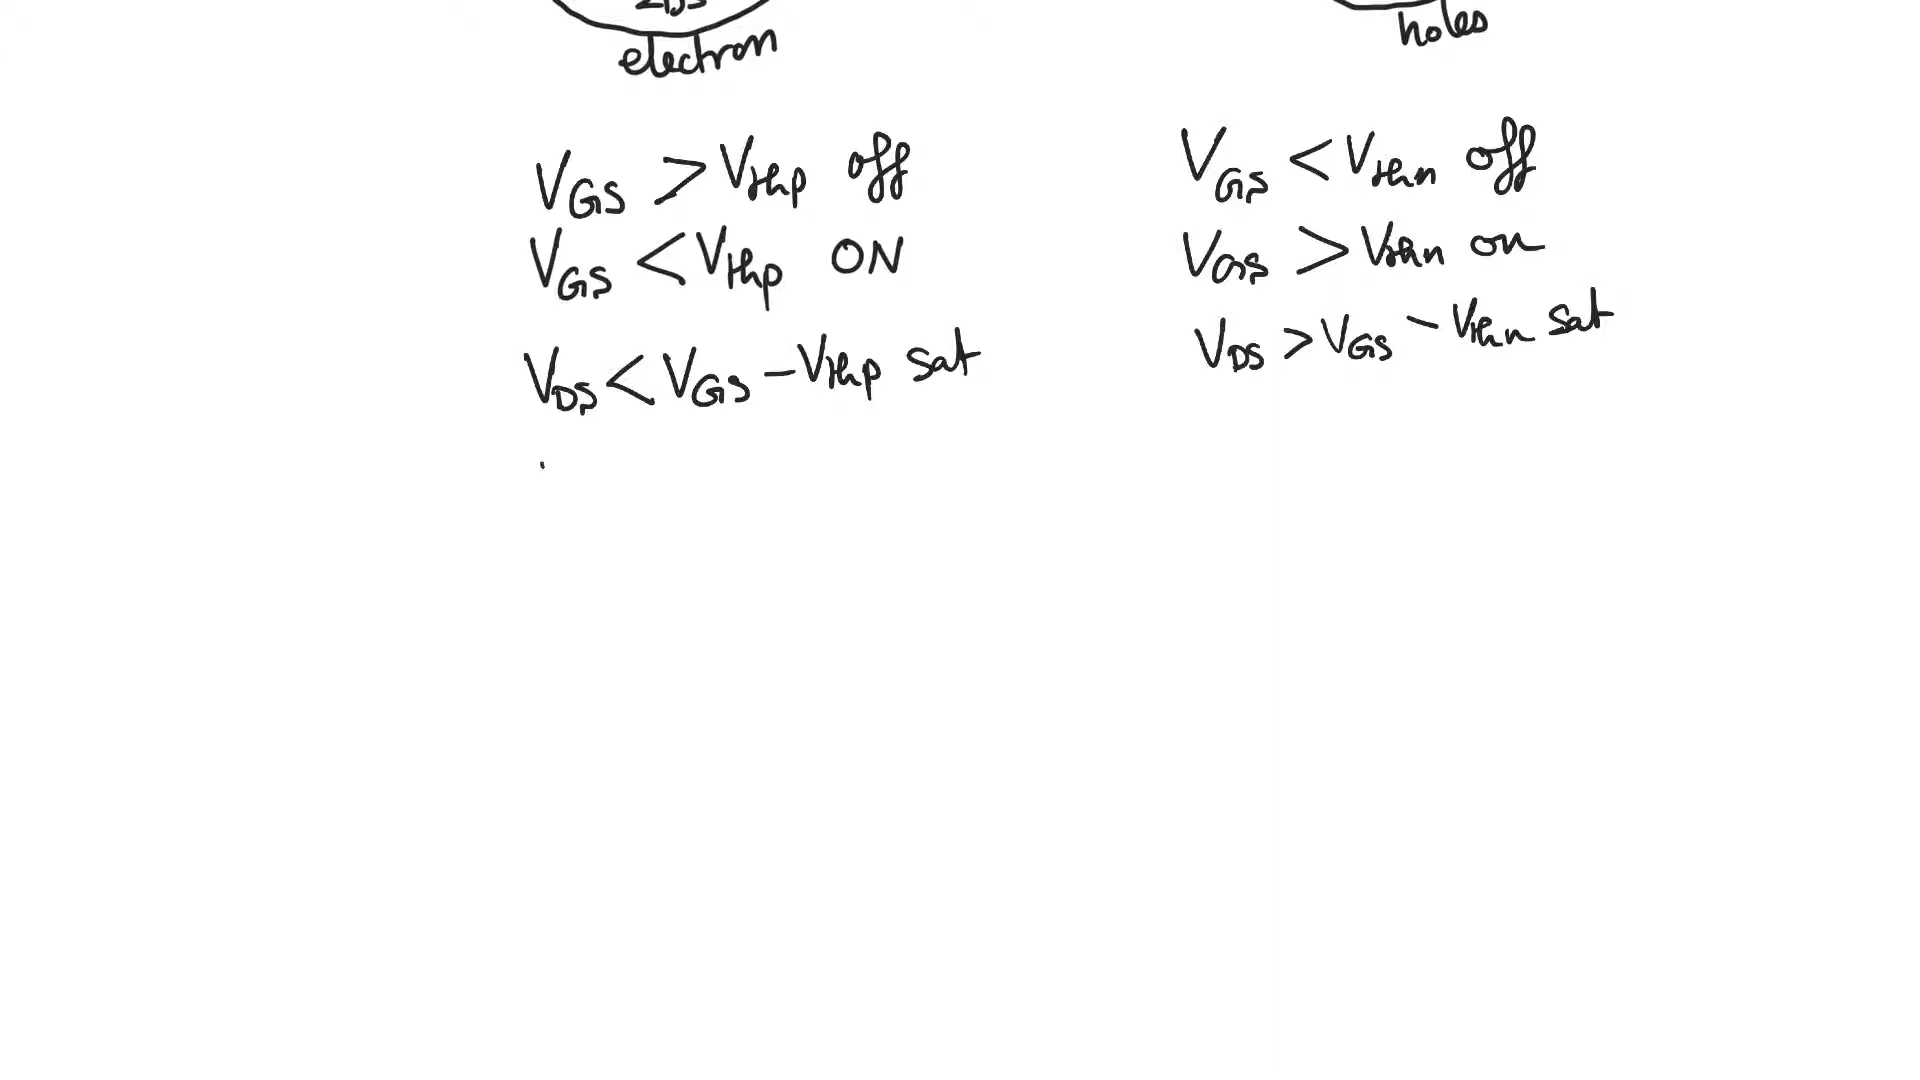 electron
holes
VGS > Vthp off
VGS < Vthp ON
VDS < VGS - Vthp sat
VGS < Vthn off
VGS > Vthn on
VDS > VGS - Vthn sat